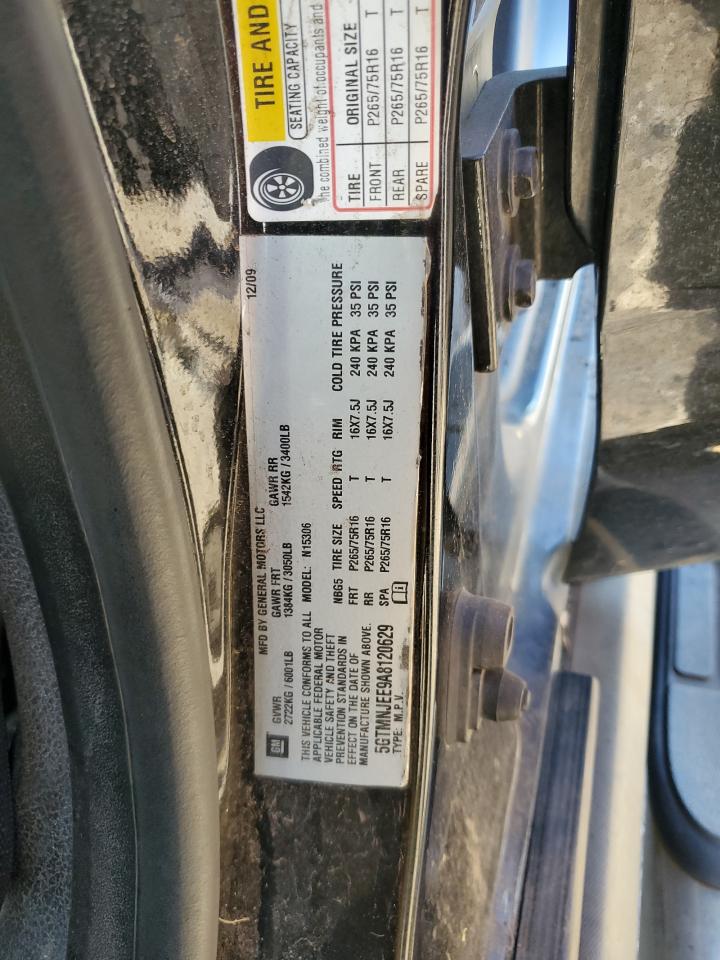 GM
MFD BY GENERAL MOTORS LLC
12/09
GVWR GAWR FRT GAWR RR
2722KG / 6001LB 1384KG / 3050LB 1542KG / 3400LB
THIS VEHICLE CONFORMS TO ALL
APPLICABLE FEDERAL MOTOR
VEHICLE SAFETY AND THEFT
PREVENTION STANDARDS IN
EFFECT ON THE DATE OF
MANUFACTURE SHOWN ABOVE.
5GTMNJEE9A8120629
TYPE: M.P.V.
MODEL: N15306
NBG5 TIRE SIZE SPEED RTG RIM COLD TIRE PRESSURE
FRT P265/75R16 T 16X7.5J 240 KPA 35 PSI
RR P265/75R16 T 16X7.5J 240 KPA 35 PSI
SPA P265/75R16 T 16X7.5J 240 KPA 35 PSI
TIRE AND
SEATING CAPACITY
The combined weight of occupants and
TIRE ORIGINAL SIZE
FRONT P265/75R16 T
REAR P265/75R16 T
SPARE P265/75R16 T